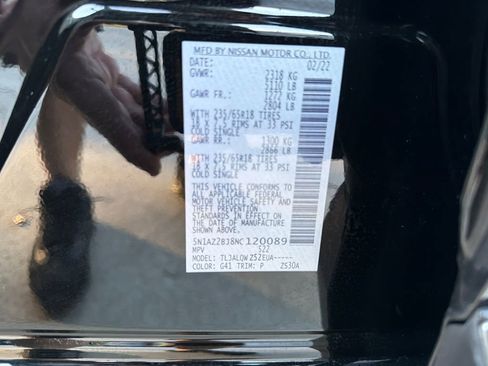 MFD BY NISSAN MOTOR CO., LTD.
DATE: 02/22
GVWR: 2318 KG
5110 LB
GAWR FR.: 1272 KG
2804 LB
WITH 235/65R18 TIRES
18 X 7.5 RIMS AT 33 PSI
COLD SINGLE
GAWR RR.: 1300 KG
2866 LB
WITH 235/65R18 TIRES
18 X 7.5 RIMS AT 33 PSI
COLD SINGLE
THIS VEHICLE CONFORMS TO
ALL APPLICABLE FEDERAL
MOTOR VEHICLE SAFETY AND
THEFT PREVENTION
STANDARDS IN EFFECT ON
THE DATE OF MANUFACTURE
SHOWN ABOVE.
5N1AZ2BJ8NC120089
MPV 522
MODEL: TLJALQWZ52EUA-----
COLOR: G41 TRIM: P Z530A